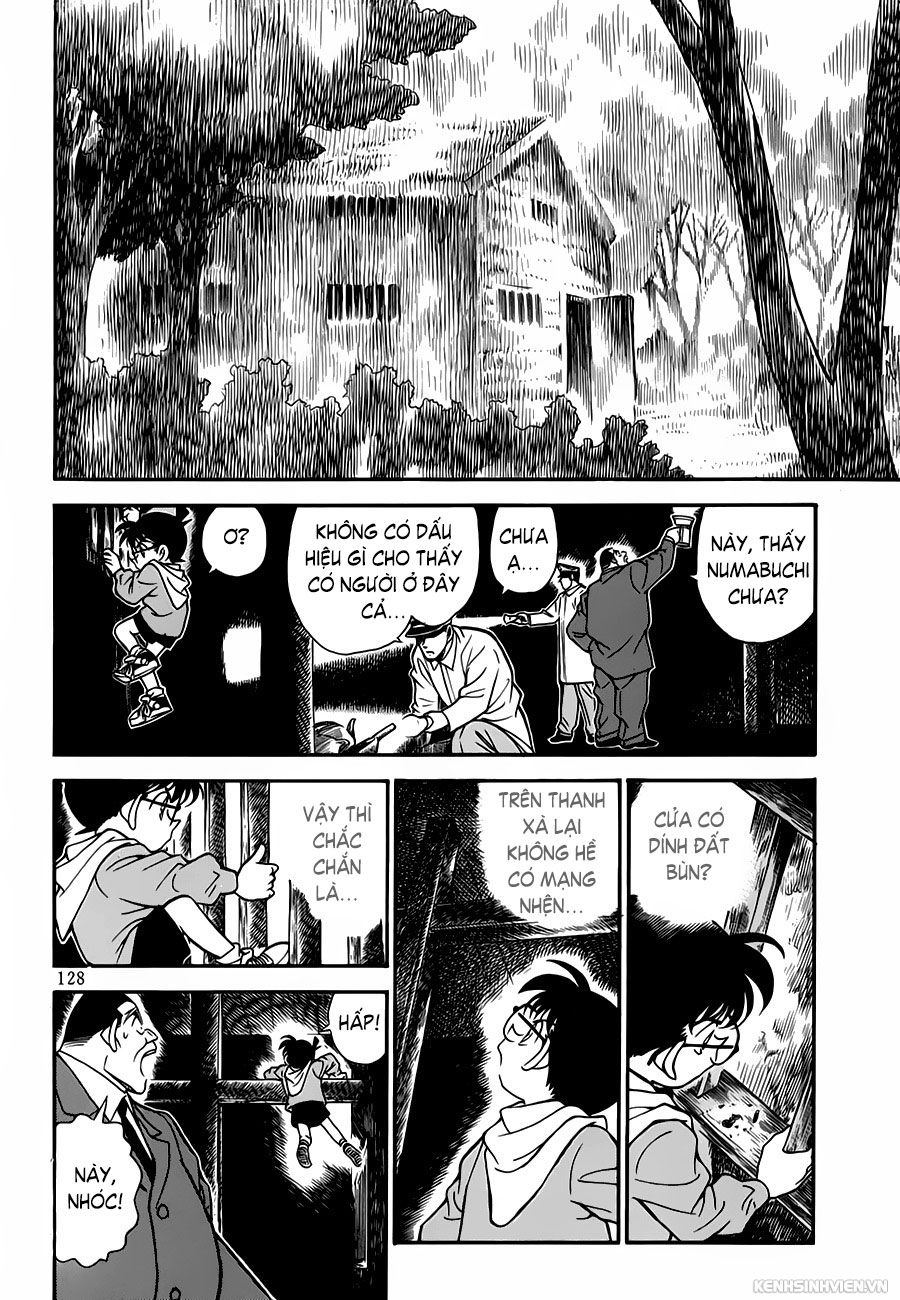 NÀY, THẤY
NUMABUCHI
CHƯA?
CHƯA
Ạ...
KHÔNG CÓ DẤU
HIỆU GÌ CHO THẤY
CÓ NGƯỜI Ở ĐÂY
CẢ...
Ơ?
CỬA CÓ
DÍNH ĐẤT
BÙN?
TRÊN THANH
XÀ LẠI
KHÔNG HỀ
CÓ MẠNG
NHỆN...
VẬY THÌ
CHẮC
CHẮN
LÀ...
128
HẤP!
NÀY,
NHÓC!
KENHSINHVIEN.VN